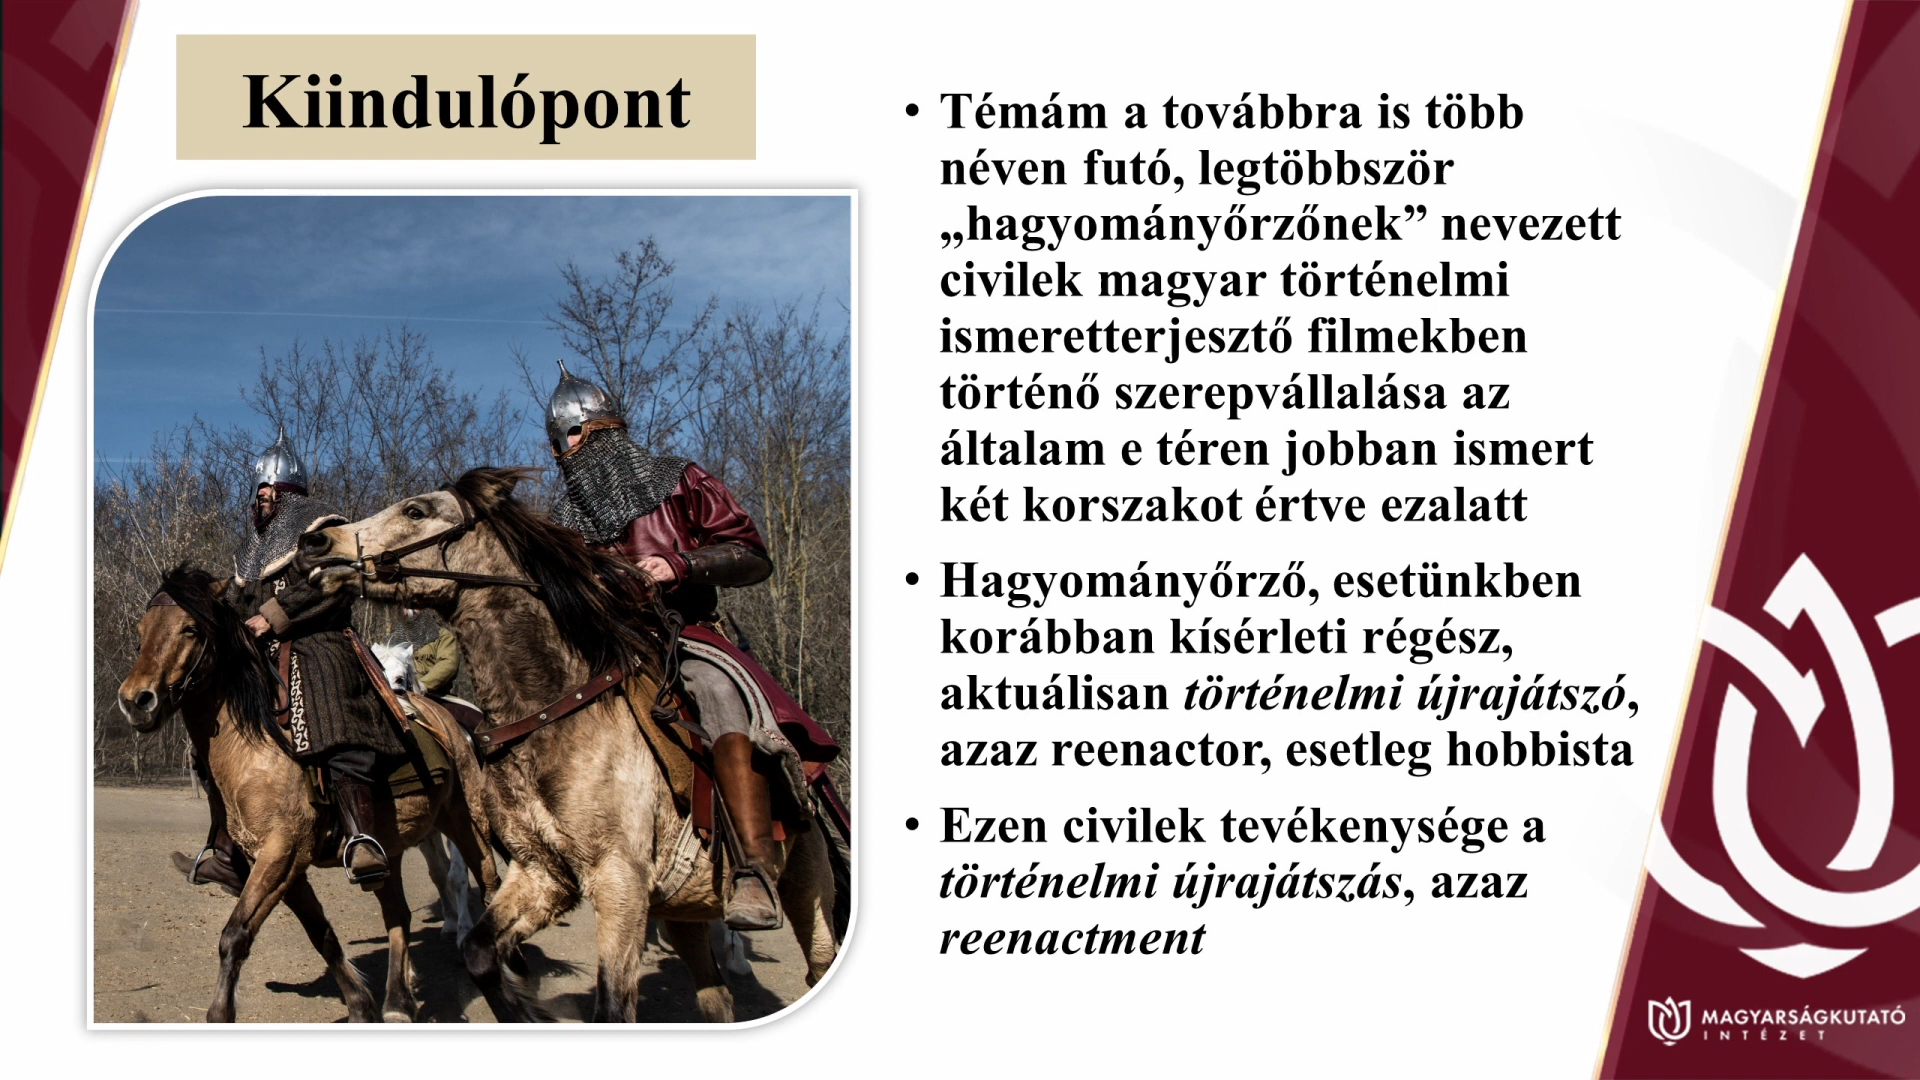 Kiindulópont
• Témám a továbbra is több
néven futó, legtöbbször
„hagyományőrzőnek” nevezett
civilek magyar történelmi
ismeretterjesztő filmekben
történő szerepvállalása az
általam e téren jobban ismert
két korszakot értve ezalatt
• Hagyományőrző, esetünkben
korábban kísérleti régész,
aktuálisan történelmi újrajátszó,
azaz reenactor, esetleg hobbista
• Ezen civilek tevékenysége a
történelmi újrajátszás, azaz
reenactment
MAGYARSÁGKUTATÓ
INTÉZET